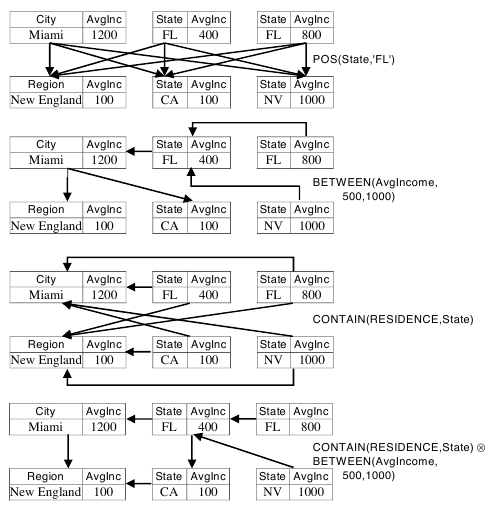 City AvgInc State AvgInc State AvgInc
Miami 1200 FL 400 FL 800
POS(State,'FL')
Region AvgInc State AvgInc State AvgInc
New England 100 CA 100 NV 1000
City AvgInc State AvgInc State AvgInc
Miami 1200 FL 400 FL 800
BETWEEN(AvgIncome,
500,1000)
Region AvgInc State AvgInc State AvgInc
New England 100 CA 100 NV 1000
City AvgInc State AvgInc State AvgInc
Miami 1200 FL 400 FL 800
CONTAIN(RESIDENCE,State)
Region AvgInc State AvgInc State AvgInc
New England 100 CA 100 NV 1000
City AvgInc State AvgInc State AvgInc
Miami 1200 FL 400 FL 800
CONTAIN(RESIDENCE,State) ⊗
BETWEEN(AvgIncome,
500,1000)
Region AvgInc State AvgInc State AvgInc
New England 100 CA 100 NV 1000